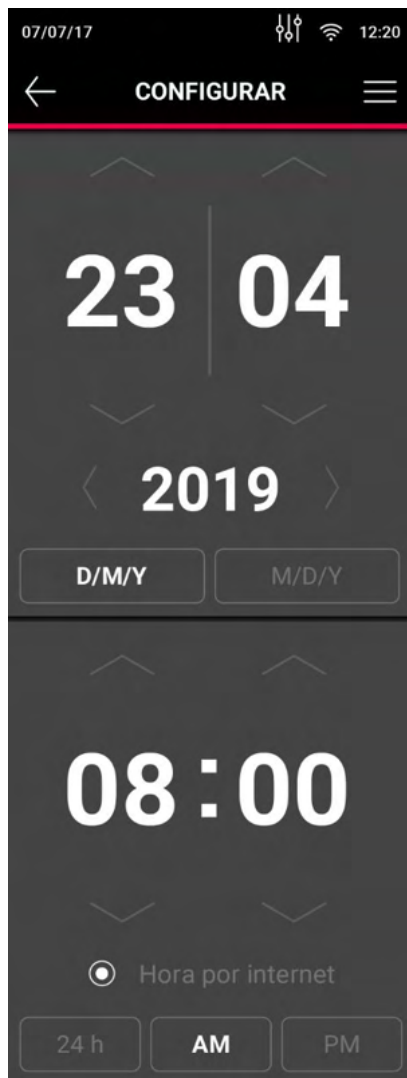 07/07/17 12:20
CONFIGURAR
23 04
2019
D/M/Y M/D/Y
08:00
Hora por internet
24 h AM PM